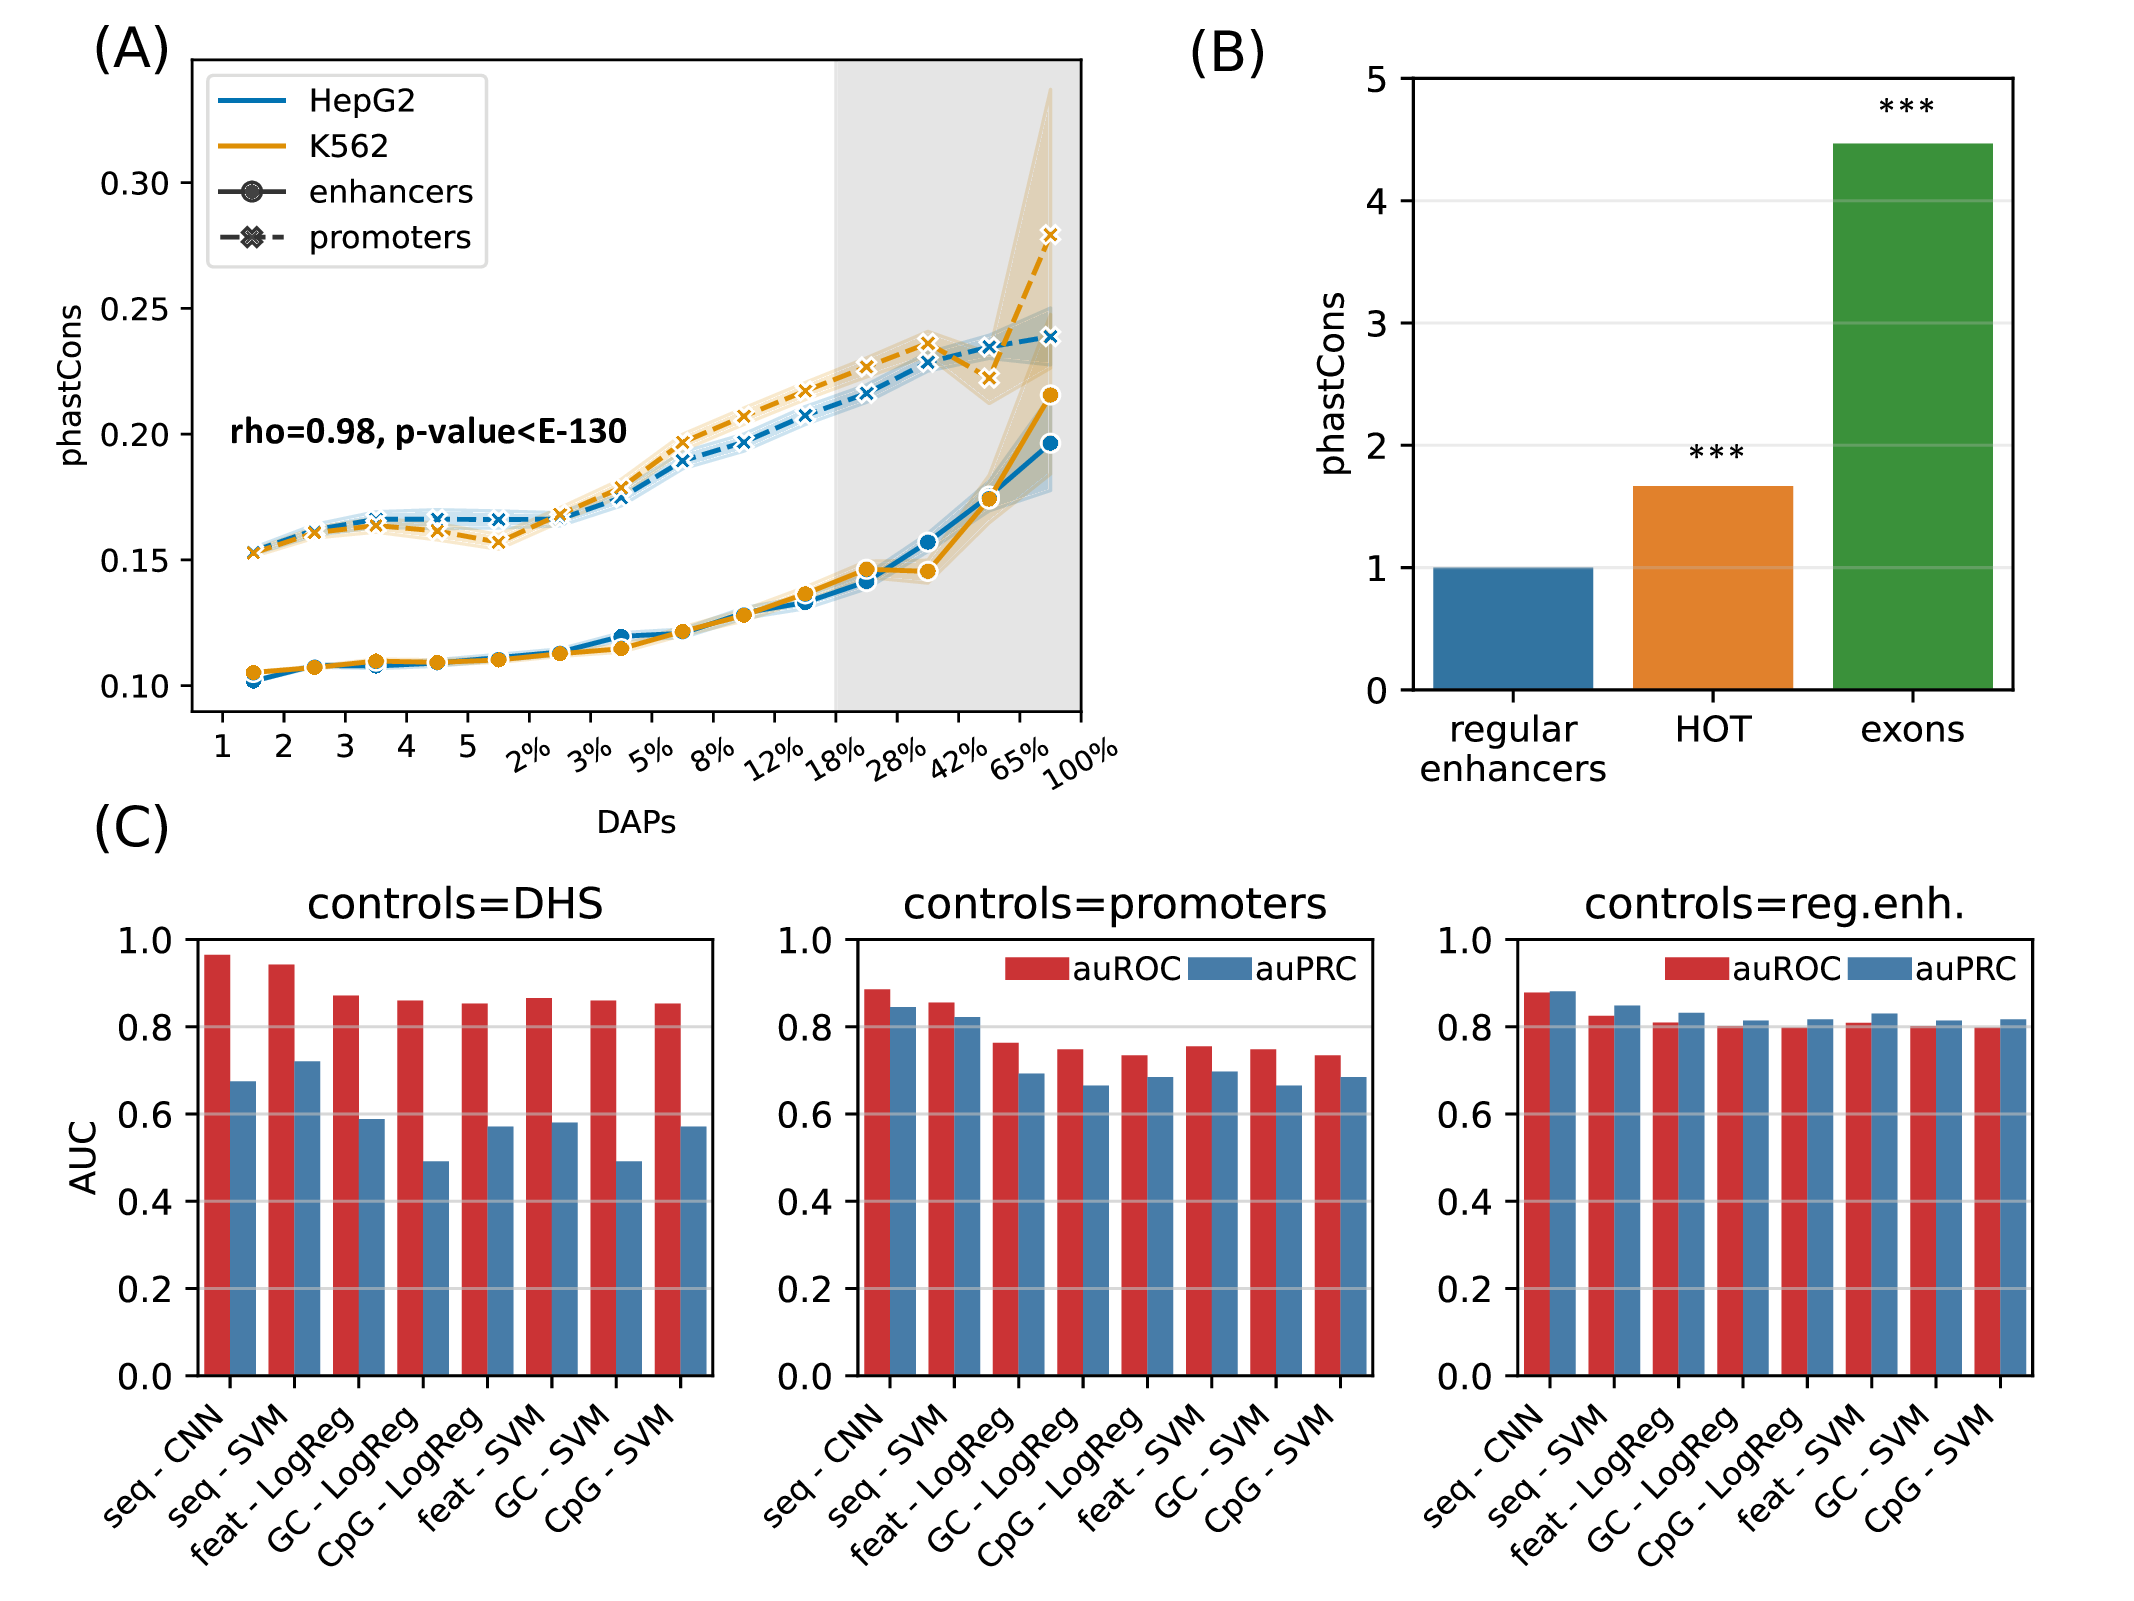 (A)
HepG2
K562
enhancers
promoters
rho=0.98, p-value<E-130
phastCons
0.30
0.25
0.20
0.15
0.10
1 2 3 4 5 2% 3% 5% 8% 12% 18% 28% 42% 65% 100%
DAPs
(B)
phastCons
5
4
3
2
1
0
***
***
regular enhancers
HOT
exons
(C)
controls=DHS
AUC
1.0
0.8
0.6
0.4
0.2
0.0
seq - CNN
seq - SVM
feat - LogReg
GC - LogReg
CpG - LogReg
feat - SVM
GC - SVM
CpG - SVM
controls=promoters
auROC auPRC
1.0
0.8
0.6
0.4
0.2
0.0
seq - CNN
seq - SVM
feat - LogReg
GC - LogReg
CpG - LogReg
feat - SVM
GC - SVM
CpG - SVM
controls=reg.enh.
auROC auPRC
1.0
0.8
0.6
0.4
0.2
0.0
seq - CNN
seq - SVM
feat - LogReg
GC - LogReg
CpG - LogReg
feat - SVM
GC - SVM
CpG - SVM